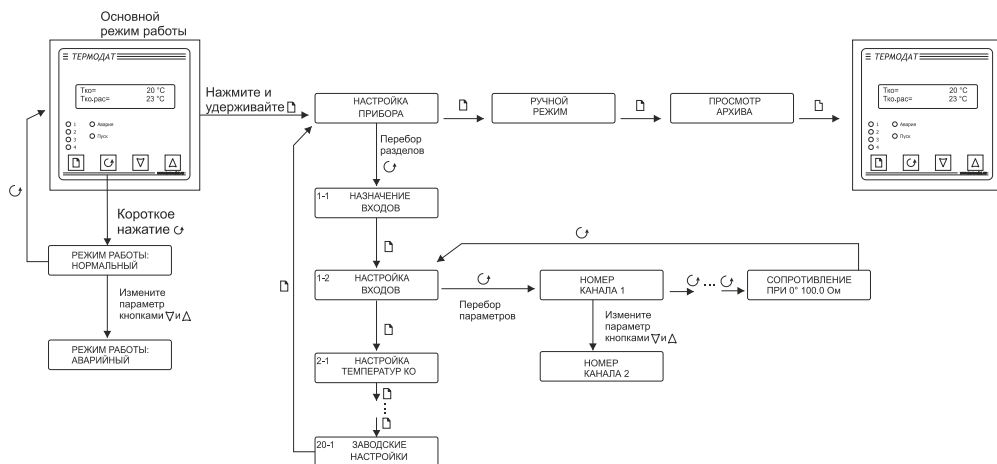 Основной
режим работы
ТЕРМОДАТ
Тко= 20 °C
Тко.рас= 23 °C
1
2
3
4
Авария
Пуск
Нажмите и
удерживайте
НАСТРОЙКА
ПРИБОРА
РУЧНОЙ
РЕЖИМ
ПРОСМОТР
АРХИВА
ТЕРМОДАТ
Тко= 20 °C
Тко.рас= 23 °C
1
2
3
4
Авария
Пуск
Перебор
разделов
1-1 НАЗНАЧЕНИЕ
ВХОДОВ
Короткое
нажатие
РЕЖИМ РАБОТЫ:
НОРМАЛЬНЫЙ
Измените
параметр
кнопками и
РЕЖИМ РАБОТЫ:
АВАРИЙНЫЙ
1-2 НАСТРОЙКА
ВХОДОВ
Перебор
параметров
НОМЕР
КАНАЛА 1
...
СОПРОТИВЛЕНИЕ
ПРИ 0° 100.0 Ом
Измените
параметр
кнопками и
НОМЕР
КАНАЛА 2
2-1 НАСТРОЙКА
ТЕМПЕРАТУР КО
20-1 ЗАВОДСКИЕ
НАСТРОЙКИ